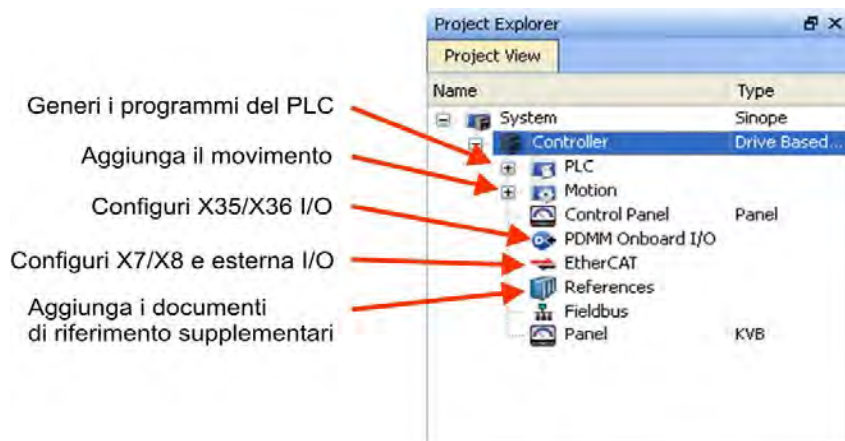 Project Explorer
Project View
Name Type
System Sinope
Controller Drive Based...
Generi i programmi del PLC
PLC
Aggiunga il movimento
Motion
Configuri X35/X36 I/O
Control Panel Panel
PDMM Onboard I/O
Configuri X7/X8 e esterna I/O
EtherCAT
Aggiunga i documenti
di riferimento supplementari
References
Fieldbus
Panel KVB